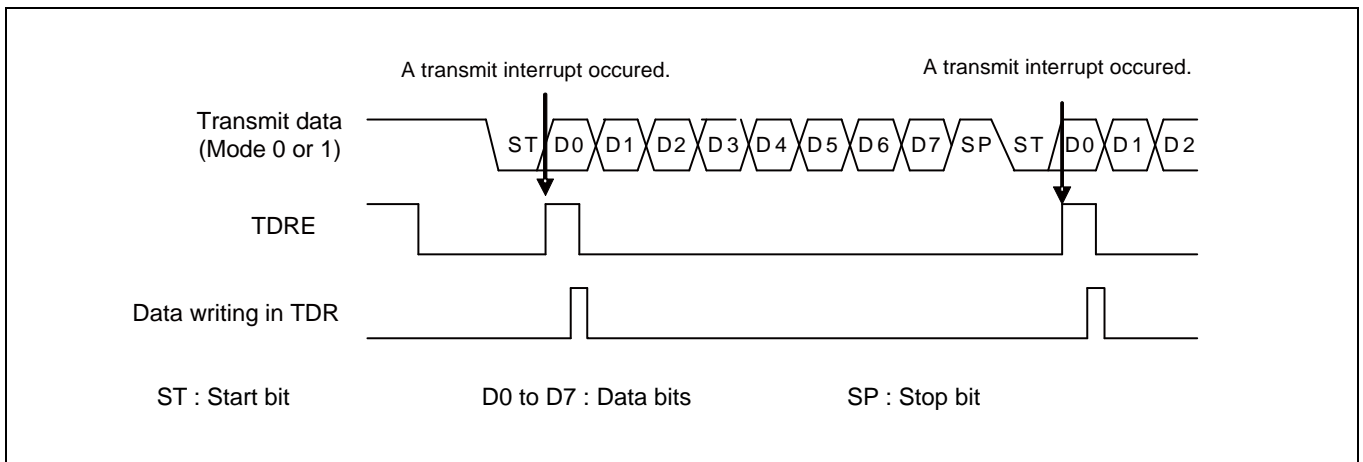 A transmit interrupt occured.
A transmit interrupt occured.
Transmit data
(Mode 0 or 1)
ST D0 D1 D2 D3 D4 D5 D6 D7 SP ST D0 D1 D2
TDRE
Data writing in TDR
ST : Start bit
D0 to D7 : Data bits
SP : Stop bit